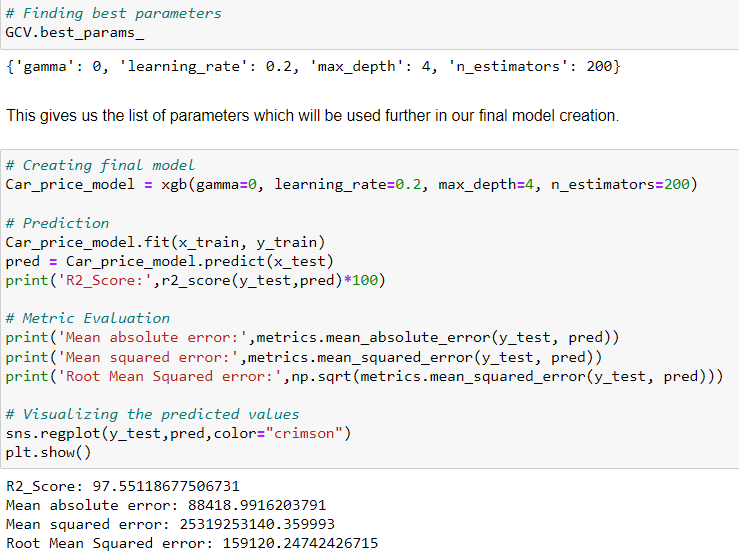 # Finding best parameters
GCV.best_params_
{'gamma': 0, 'learning_rate': 0.2, 'max_depth': 4, 'n_estimators': 200}
This gives us the list of parameters which will be used further in our final model creation.
# Creating final model
Car_price_model = xgb(gamma=0, learning_rate=0.2, max_depth=4, n_estimators=200)
# Prediction
Car_price_model.fit(x_train, y_train)
pred = Car_price_model.predict(x_test)
print('R2_Score:',r2_score(y_test,pred)*100)
# Metric Evaluation
print('Mean absolute error:',metrics.mean_absolute_error(y_test, pred))
print('Mean squared error:',metrics.mean_squared_error(y_test, pred))
print('Root Mean Squared error:',np.sqrt(metrics.mean_squared_error(y_test, pred)))
# Visualizing the predicted values
sns.regplot(y_test,pred,color="crimson")
plt.show()
R2_Score: 97.55118677506731
Mean absolute error: 88418.9916203791
Mean squared error: 25319253140.359993
Root Mean Squared error: 159120.24742426715